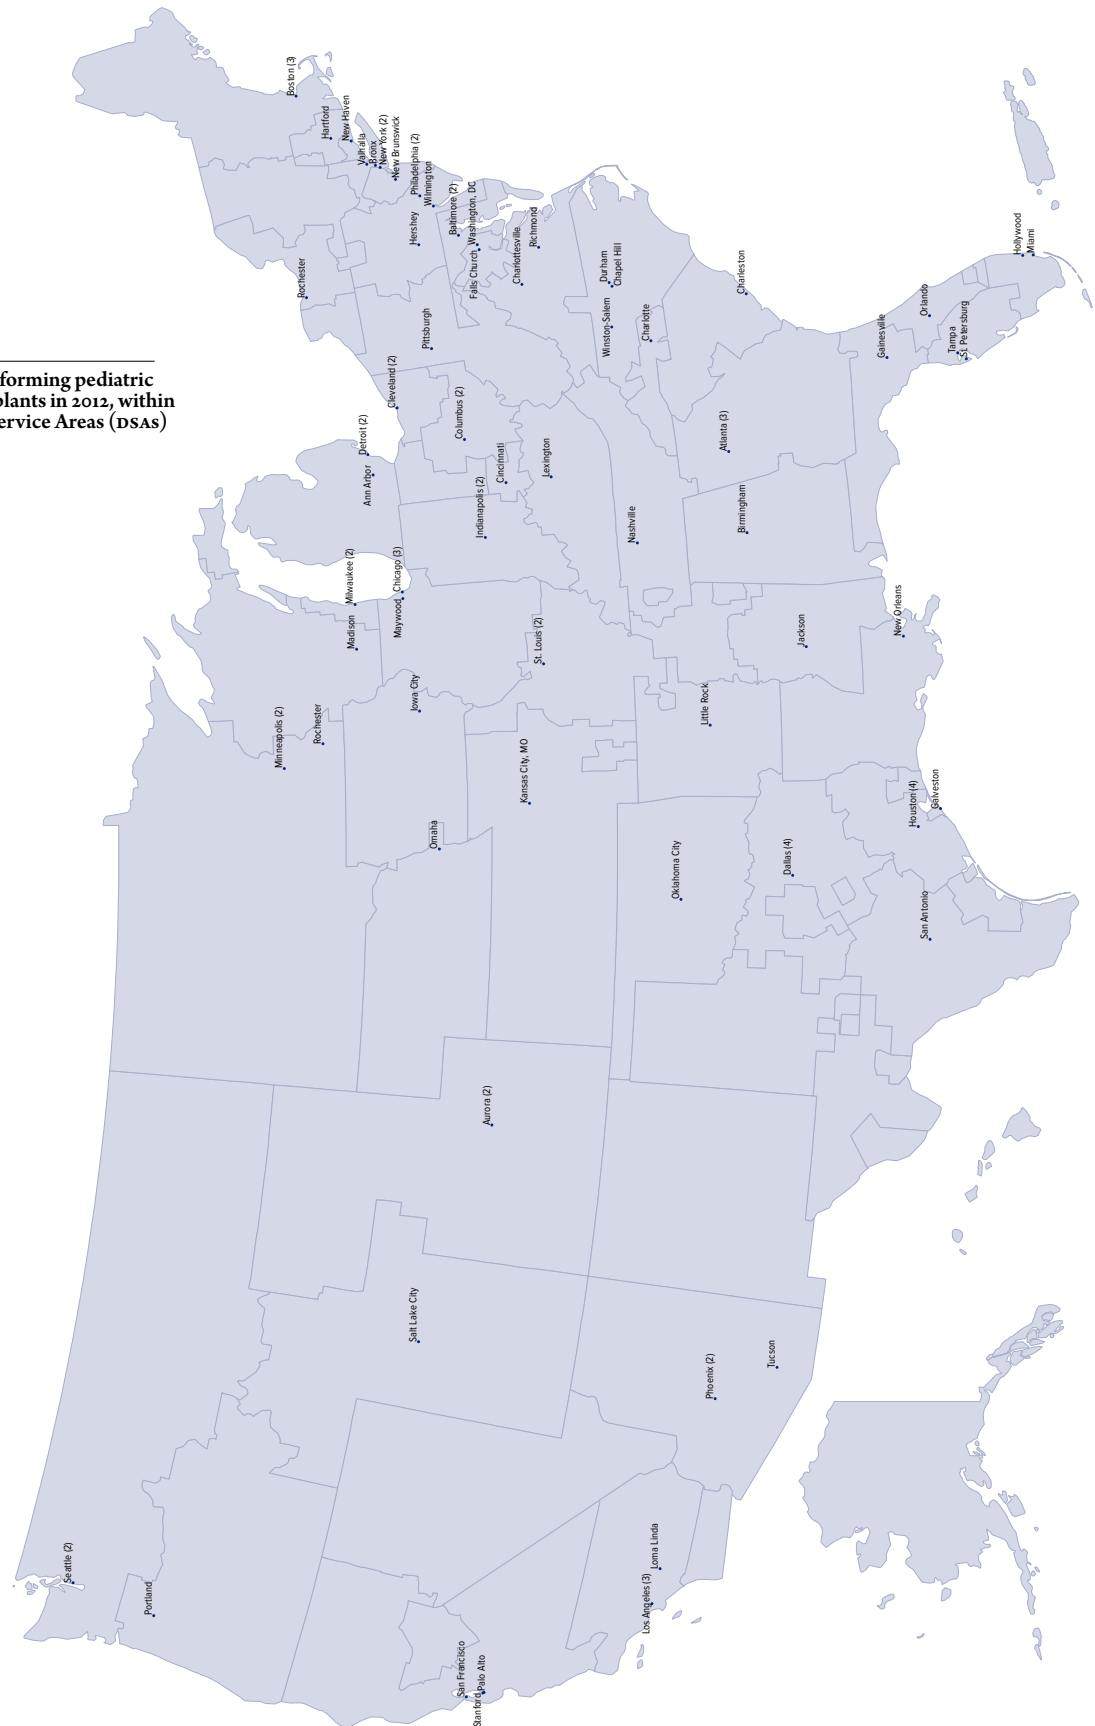 forming pediatric
plants in 2012, within
ervice Areas (DSAs)
Boston (3)
Hartford
New Haven
Valhalla
Bronx
New York (2)
New Brunswick
Philadelphia (2)
Wilmington
Hershey
Baltimore (2)
Washington, DC
Falls Church
Charlottesville
Richmond
Rochester
Pittsburgh
Durham
Chapel Hill
Winston-Salem
Charlotte
Charleston
Hollywood
Miami
Orlando
Gainesville
Tampa
St. Petersburg
Cleveland (2)
Columbus (2)
Detroit (2)
Ann Arbor
Cincinnati
Lexington
Indianapolis (2)
Atlanta (3)
Birmingham
Nashville
Milwaukee (2)
Chicago (3)
Maywood
Madison
St. Louis (2)
Jackson
New Orleans
Iowa City
Little Rock
Minneapolis (2)
Rochester
Kansas City, MO
Omaha
Oklahoma City
Dallas (4)
Houston (4)
Galveston
San Antonio
Aurora (2)
Salt Lake City
Phoenix (2)
Tucson
Seattle (2)
Portland
Loma Linda
Los Angeles (3)
San Francisco
Stanford
Palo Alto